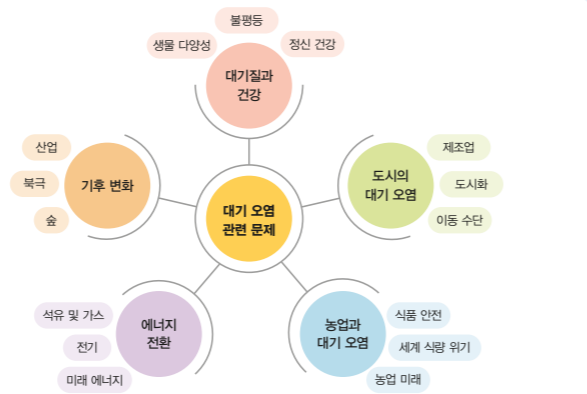 불평등
생물 다양성
정신 건강
대기질과
건강
산업
북극
숲
기후 변화
제조업
도시화
이동 수단
도시의
대기 오염
대기 오염
관련 문제
석유 및 가스
전기
미래 에너지
에너지
전환
농업과
대기 오염
식품 안전
세계 식량 위기
농업 미래